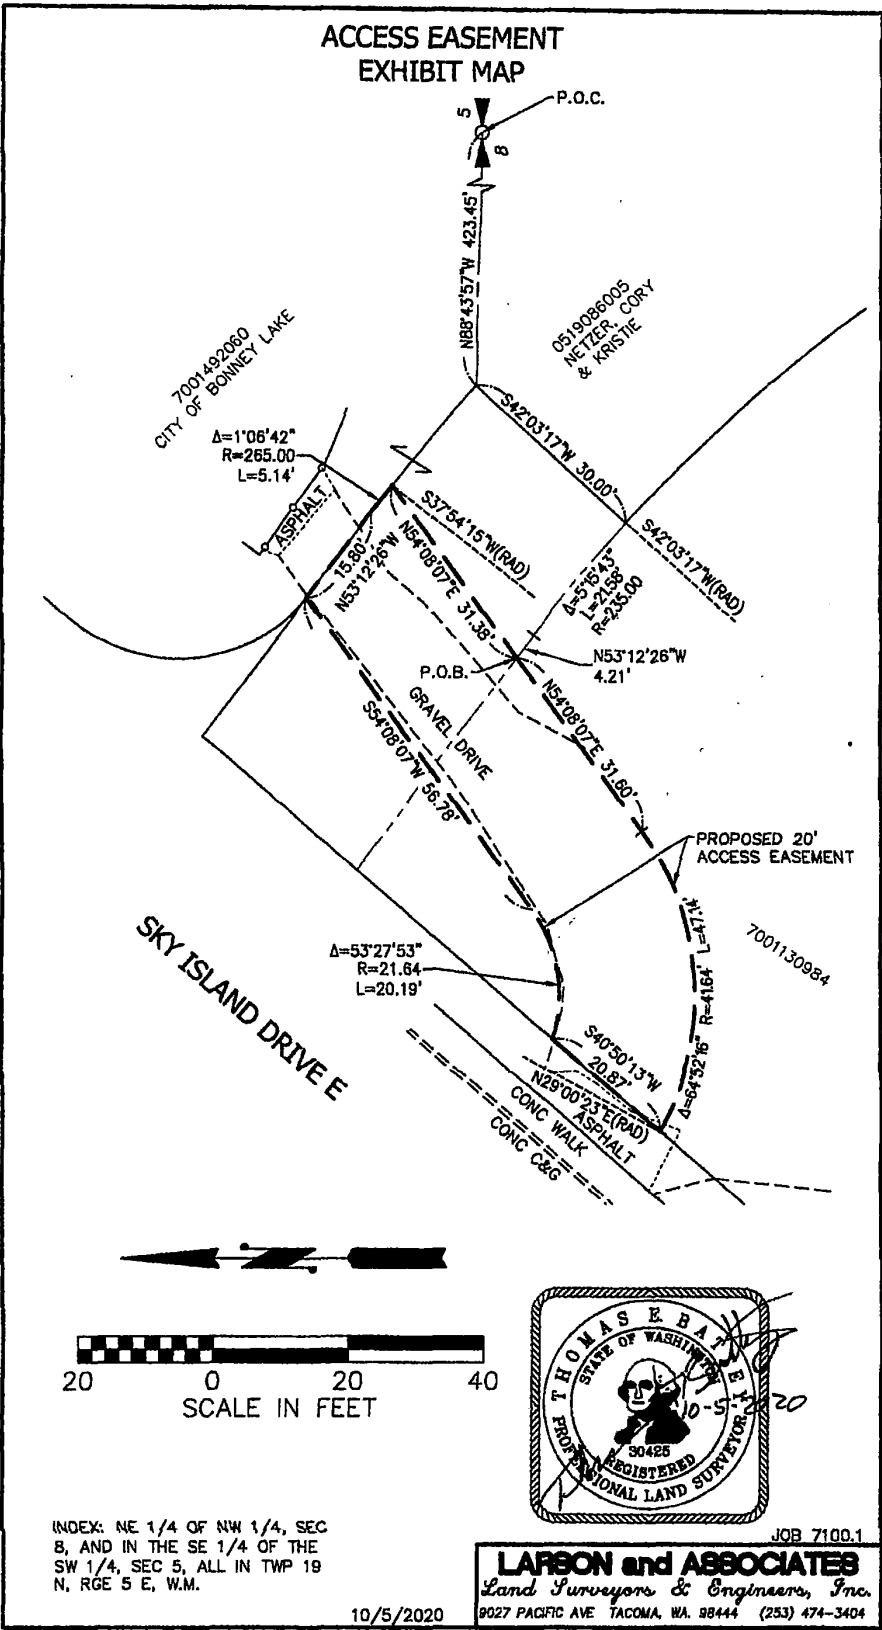 ACCESS EASEMENT
EXHIBIT MAP
P.O.C.
5
8
N88°43'57"W 423.45'
0519086005
NETZER, CORY
& KRISTIE
7001492060
CITY OF BONNEY LAKE
Δ=1°06'42"
R=265.00
L=5.14'
ASPHALT
S42°03'17"W 30.00'
S37°54'15"W(RAD)
S42°03'17"W(RAD)
15.80'
N53°12'26"W
N54°08'07"E 31.38'
Δ=5°15'43"
L=21.58'
R=235.00
N53°12'26"W
4.21'
P.O.B.
N54°08'07"E 31.60'
GRAVEL DRIVE
S54°08'07"W 56.78'
PROPOSED 20'
ACCESS EASEMENT
7001130984
SKY ISLAND DRIVE E
Δ=53°27'53"
R=21.64
L=20.19'
Δ=64°52'16" R=41.64' L=47.14'
S40°50'13"W
20.87'
N29°00'23"E(RAD)
ASPHALT
CONC WALK
CONC C&G
20 0 20 40
SCALE IN FEET
THOMAS E. BATTEY
STATE OF WASHINGTON
30425
REGISTERED
PROFESSIONAL LAND SURVEYOR
10-5-2020
INDEX: NE 1/4 OF NW 1/4, SEC
8, AND IN THE SE 1/4 OF THE
SW 1/4, SEC 5, ALL IN TWP 19
N, RGE 5 E, W.M.
10/5/2020
JOB 7100.1
LARSON and ASSOCIATES
Land Surveyors & Engineers, Inc.
9027 PACIFIC AVE TACOMA, WA. 98444 (253) 474-3404